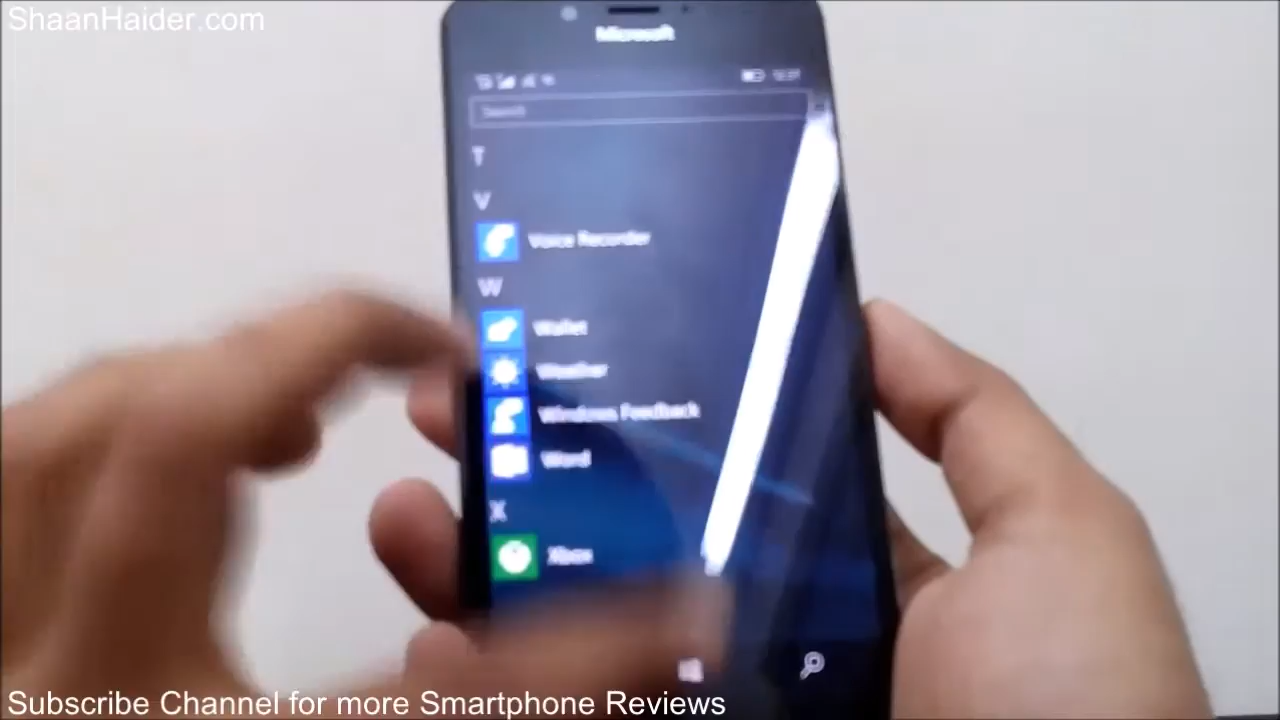 ShaanHaider.com
Microsoft
Search
T
V
Voice Recorder
W
Wallet
Weather
Windows Feedback
Word
X
Xbox
Subscribe Channel for more Smartphone Reviews